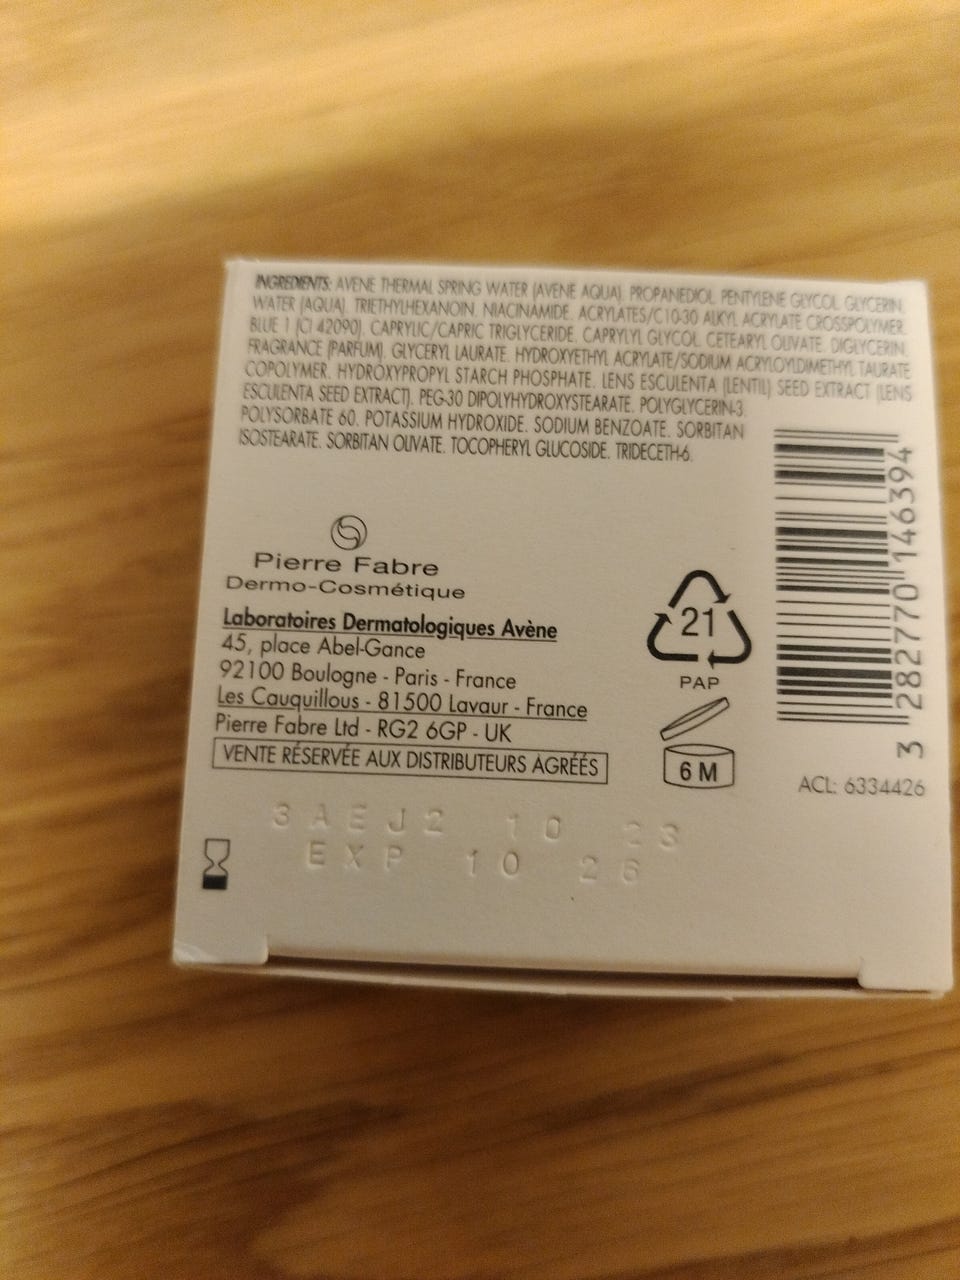 INGREDIENTS: AVENE THERMAL SPRING WATER (AVENE AQUA). PROPANEDIOL. PENTYLENE GLYCOL. GLYCERIN.
WATER (AQUA). TRIETHYLHEXANOIN. NIACINAMIDE. ACRYLATES/C10-30 ALKYL ACRYLATE CROSSPOLYMER.
BLUE 1 (CI 42090). CAPRYLIC/CAPRIC TRIGLYCERIDE. CAPRYLYL GLYCOL. CETEARYL OLIVATE. DIGLYCERIN.
FRAGRANCE (PARFUM). GLYCERYL LAURATE. HYDROXYETHYL ACRYLATE/SODIUM ACRYLOYLDIMETHYL TAURATE
COPOLYMER. HYDROXYPROPYL STARCH PHOSPHATE. LENS ESCULENTA (LENTIL) SEED EXTRACT (LENS
ESCULENTA SEED EXTRACT). PEG-30 DIPOLYHYDROXYSTEARATE. POLYGLYCERIN-3.
POLYSORBATE 60. POTASSIUM HYDROXIDE. SODIUM BENZOATE. SORBITAN
ISOSTEARATE. SORBITAN OLIVATE. TOCOPHERYL GLUCOSIDE. TRIDECETH-6.
Pierre Fabre
Dermo-Cosmétique
Laboratoires Dermatologiques Avène
45, place Abel-Gance
92100 Boulogne - Paris - France
Les Cauquillous - 81500 Lavaur - France
Pierre Fabre Ltd - RG2 6GP - UK
VENTE RÉSERVÉE AUX DISTRIBUTEURS AGRÉÉS
21
PAP
6 M
3 282770 146394
ACL: 6334426
3AEJ2 10 23
EXP 10 26